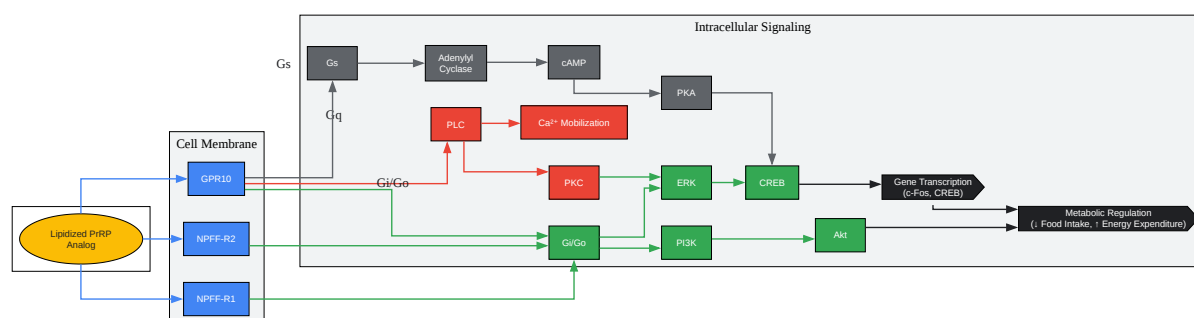 Intracellular Signaling
Gs
Gs
Adenylyl
Cyclase
cAMP
PKA
Gq
PLC
Ca²⁺ Mobilization
Cell Membrane
GPR10
Gi/Go
PKC
ERK
CREB
Gene Transcription
(c-Fos, CREB)
Metabolic Regulation
(↓ Food Intake, ↑ Energy Expenditure)
Lipidized PrRP
Analog
NPFF-R2
Gi/Go
PI3K
Akt
NPFF-R1